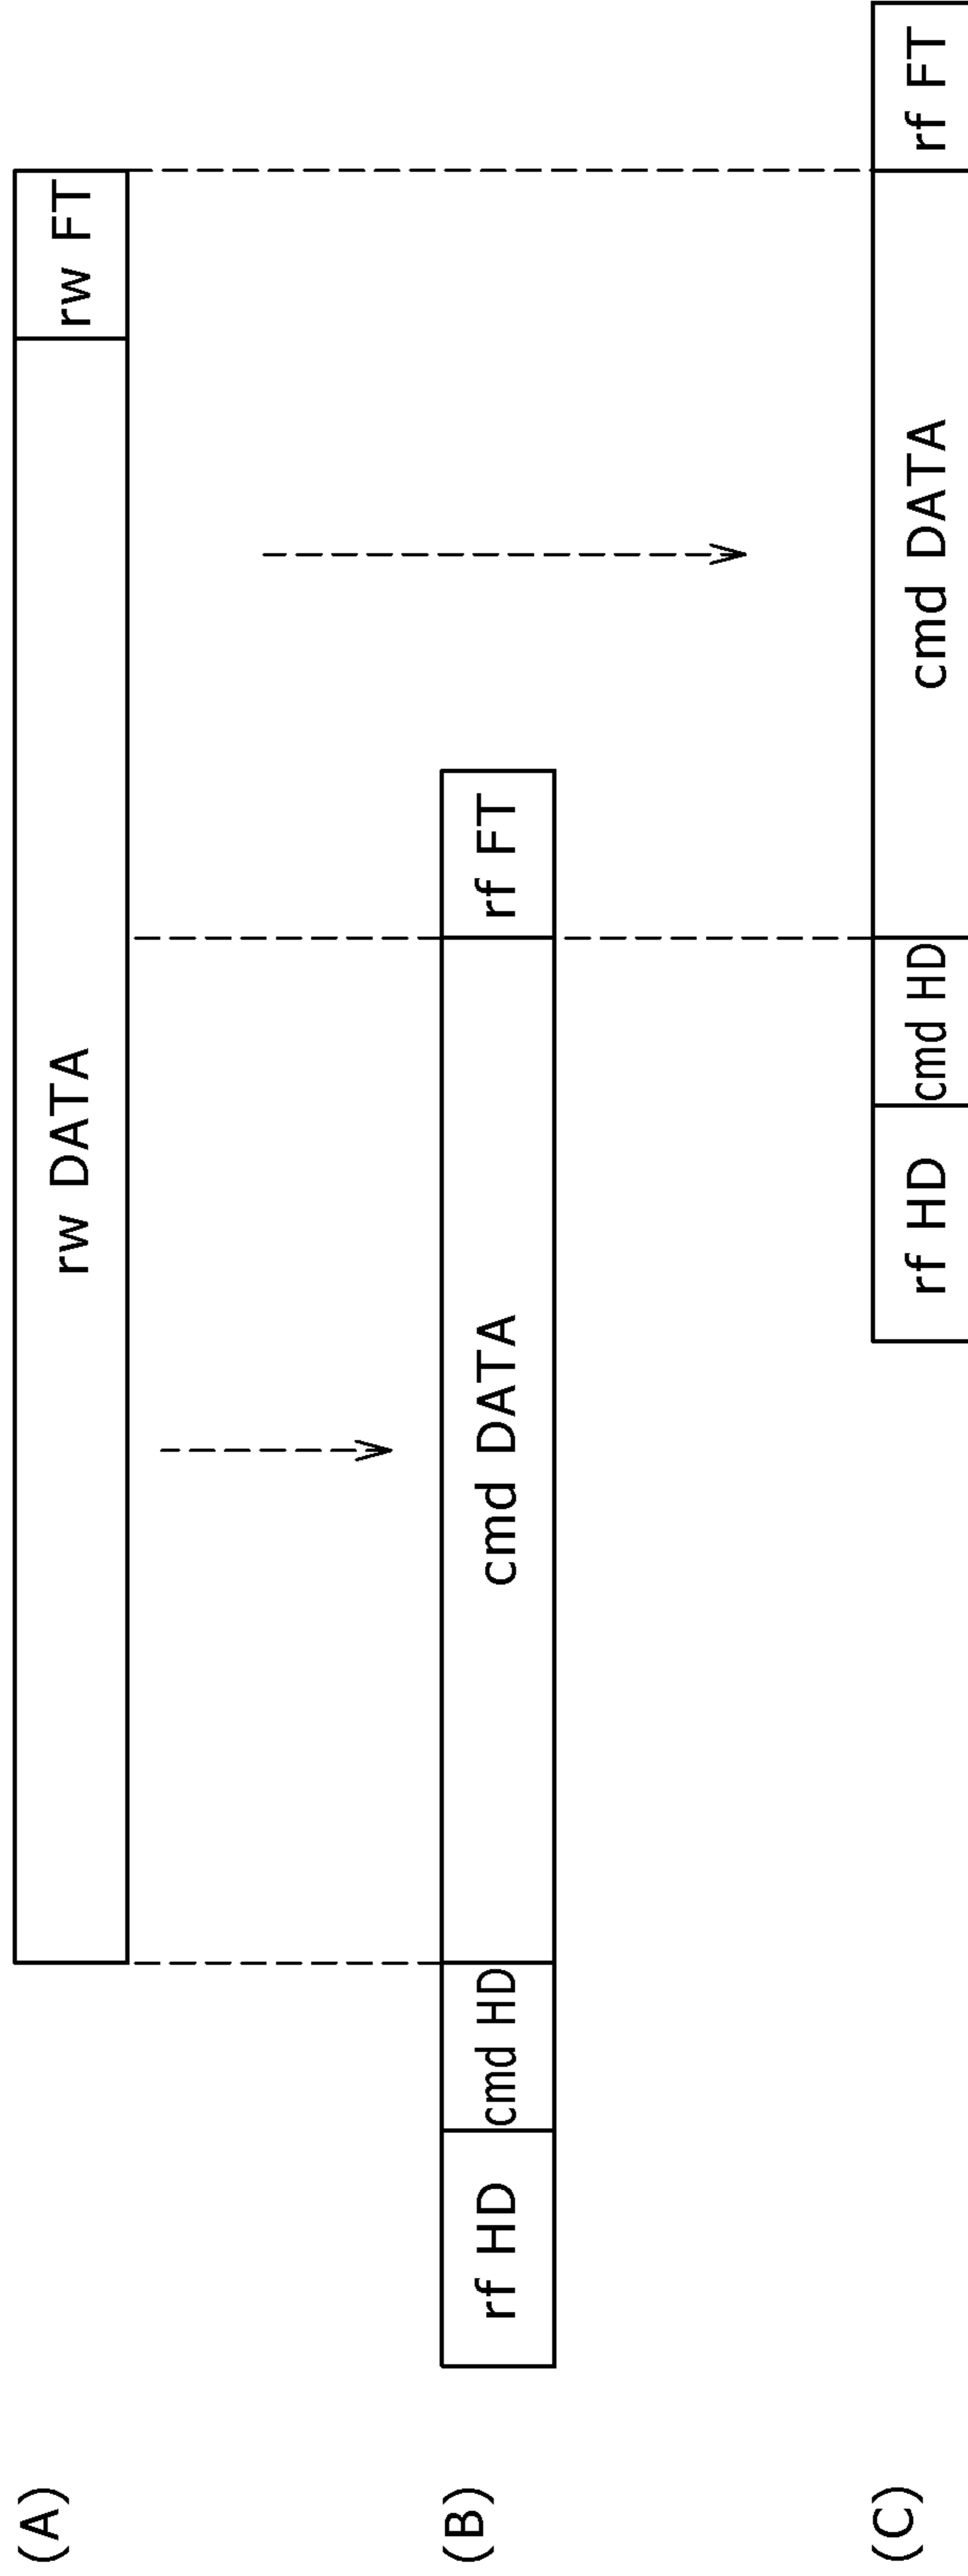 (A) rw DATA rw FT
(B) rf HD cmd HD cmd DATA rf FT
(C) rf HD cmd HD cmd DATA rf FT